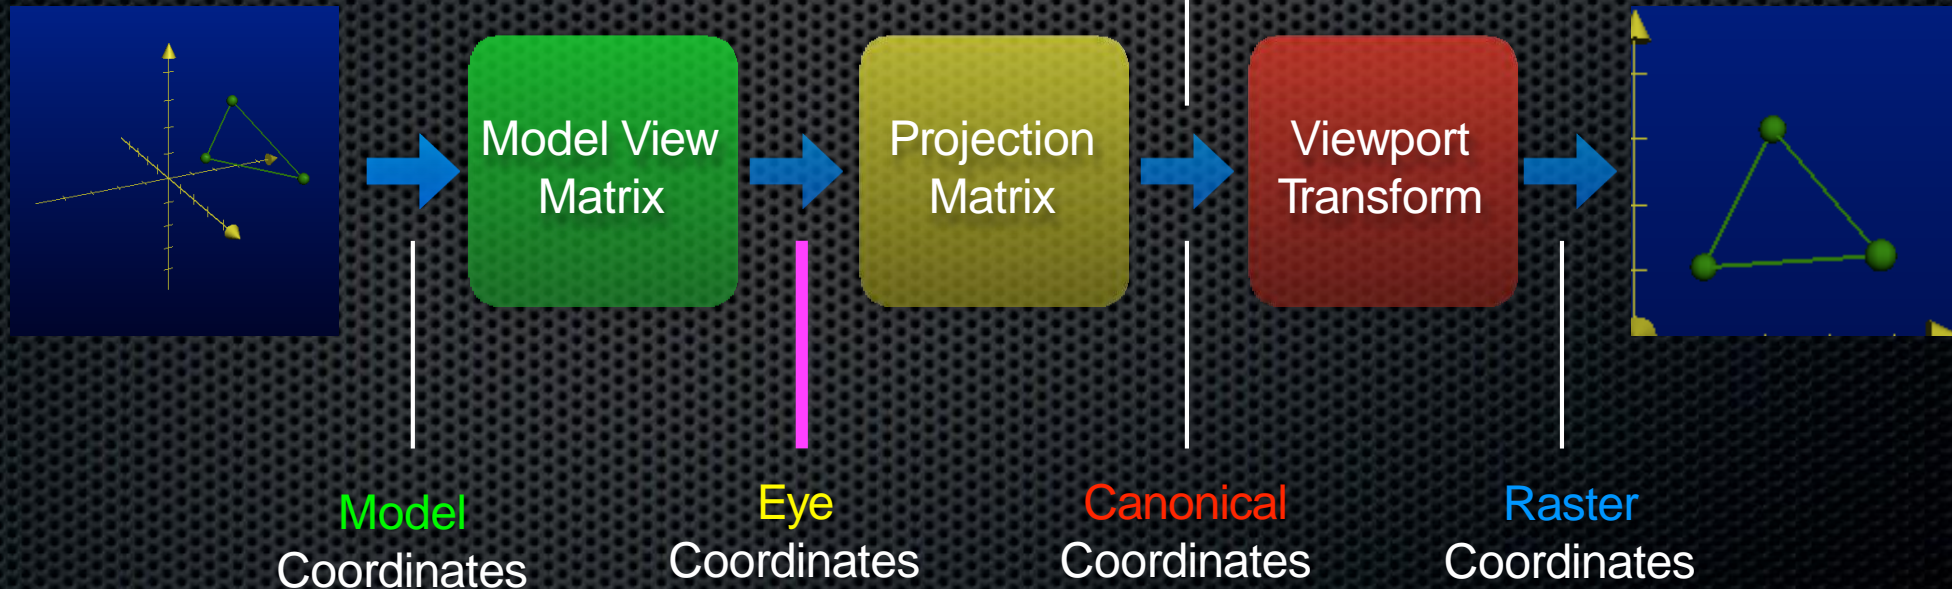 Model View
Matrix
Projection
Matrix
Viewport
Transform
Model
Coordinates
Eye
Coordinates
Canonical
Coordinates
Raster
Coordinates